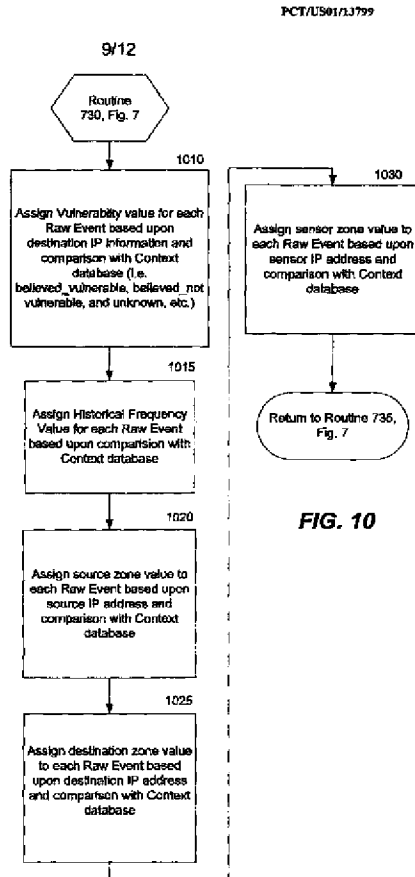 PCT/US01/13799
9/12
Routine
730, Fig. 7
1010
Assign Vulnerability value for each
Raw Event based upon
destination IP information and
comparison with Context
database (i.e.
believed_vulnerable, believed_not
vulnerable, and unknown, etc.)
1015
Assign Historical Frequency
Value for each Raw Event
based upon comparision with
Context database
1020
Assign source zone value to
each Raw Event based upon
source IP address and
comparison with Context
database
1025
Assign destination zone value
to each Raw Event based
upon destination IP address
and comparison with Context
database
1030
Assign sensor zone value to
each Raw Event based upon
sensor IP address and
comparison with Context
database
Return to Routine 735,
Fig. 7
FIG. 10